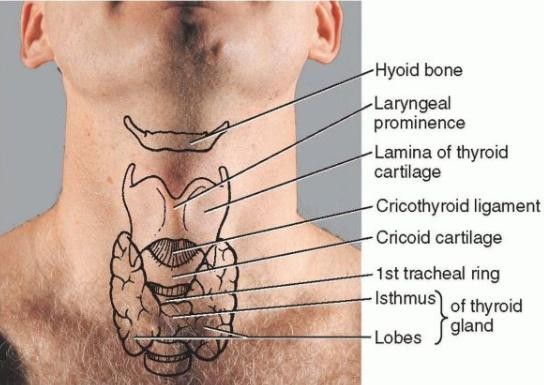 Hyoid bone
Laryngeal
prominence
Lamina of thyroid
cartilage
Cricothyroid ligament
Cricoid cartilage
1st tracheal ring
Isthmus
of thyroid
gland
Lobes